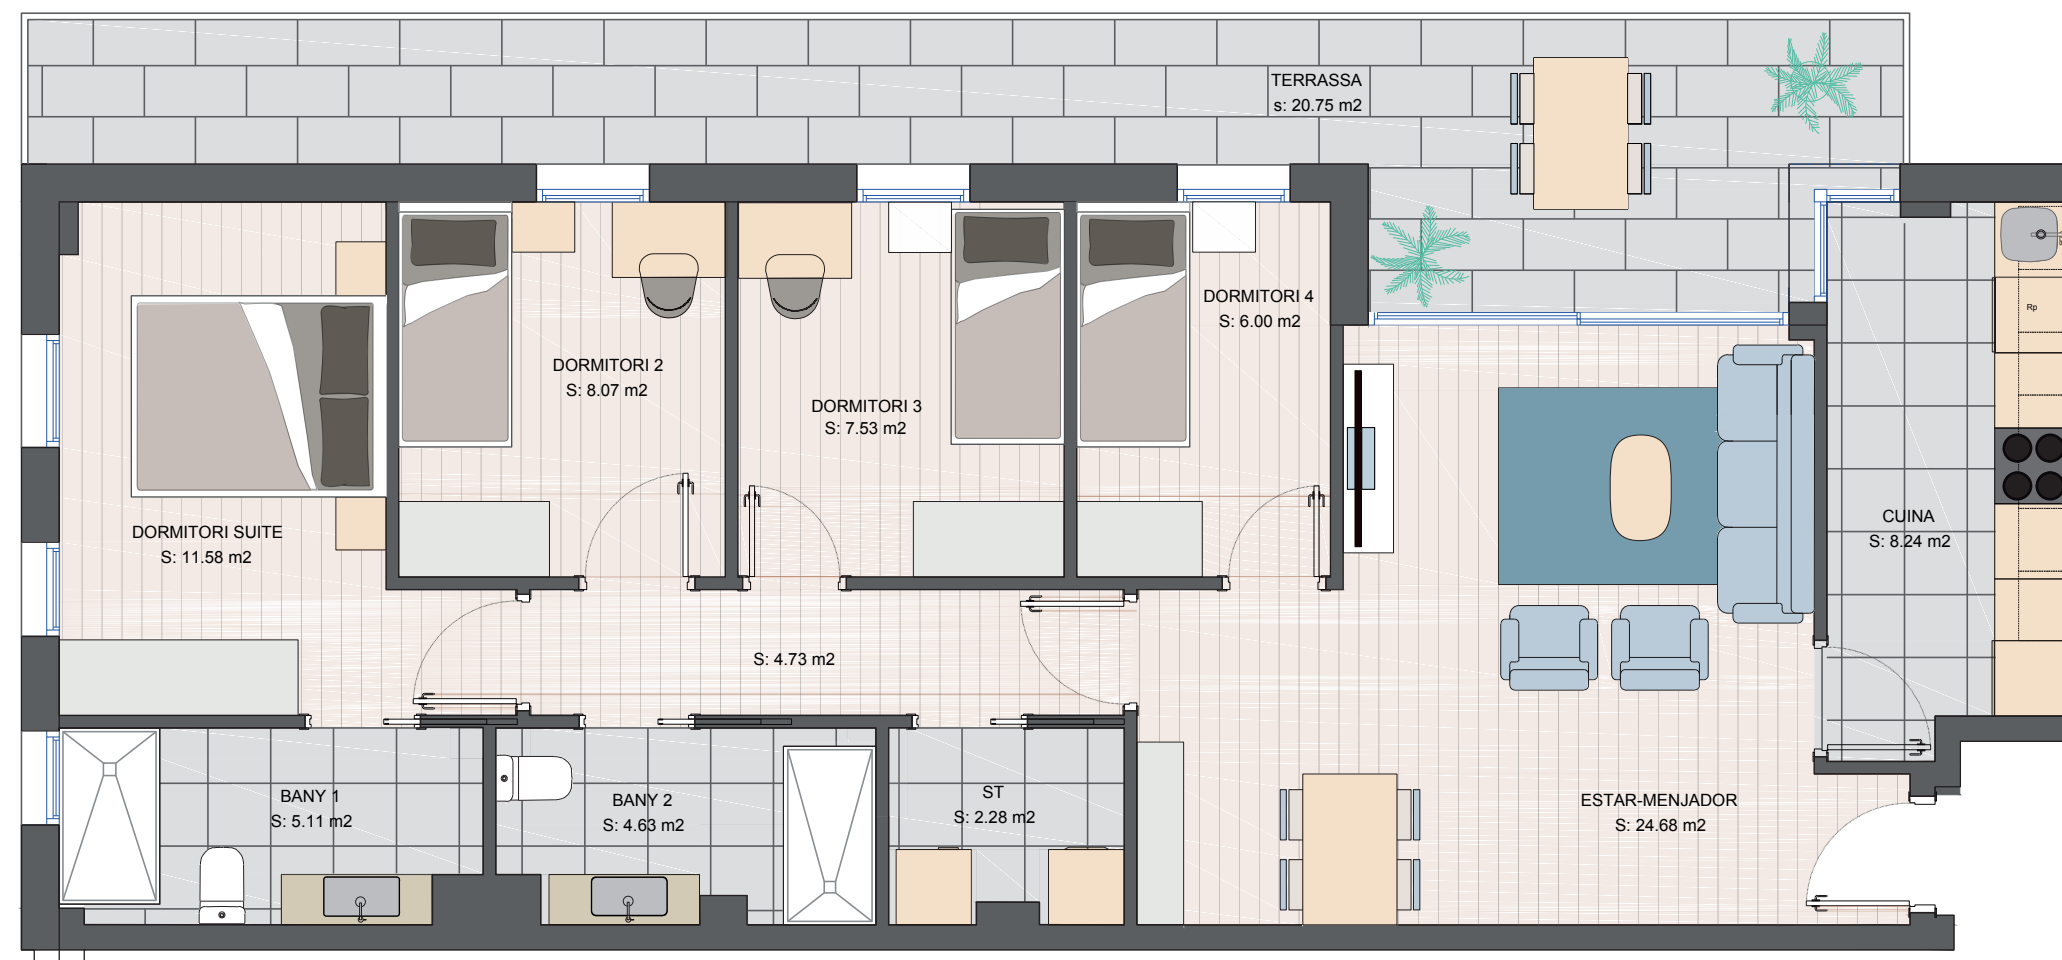 TERRASSA
s: 20.75 m2
DORMITORI 4
S: 6.00 m2
Rp
DORMITORI 2
S: 8.07 m2
DORMITORI 3
S: 7.53 m2
DORMITORI SUITE
S: 11.58 m2
CUINA
S: 8.24 m2
S: 4.73 m2
BANY 1
S: 5.11 m2
BANY 2
S: 4.63 m2
ST
S: 2.28 m2
ESTAR-MENJADOR
S: 24.68 m2